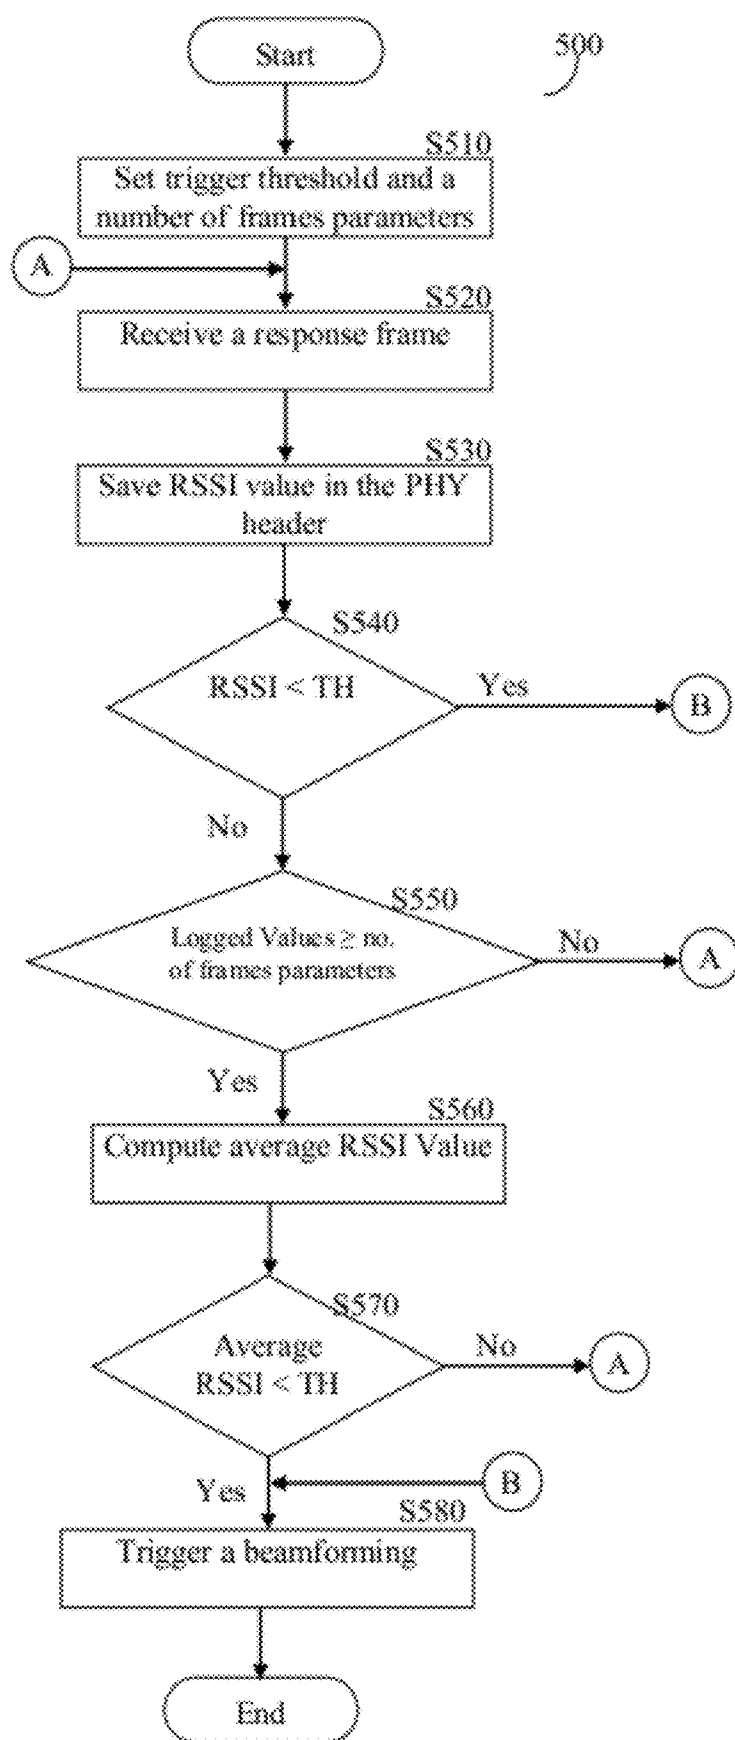 Start
500
S510
Set trigger threshold and a
number of frames parameters
A
S520
Receive a response frame
S530
Save RSSI value in the PHY
header
S540
RSSI < TH
Yes
B
No
S550
Logged Values ≥ no.
of frames parameters
No
A
Yes
S560
Compute average RSSI Value
S570
Average
RSSI < TH
No
A
Yes
B
S580
Trigger a beamforming
End